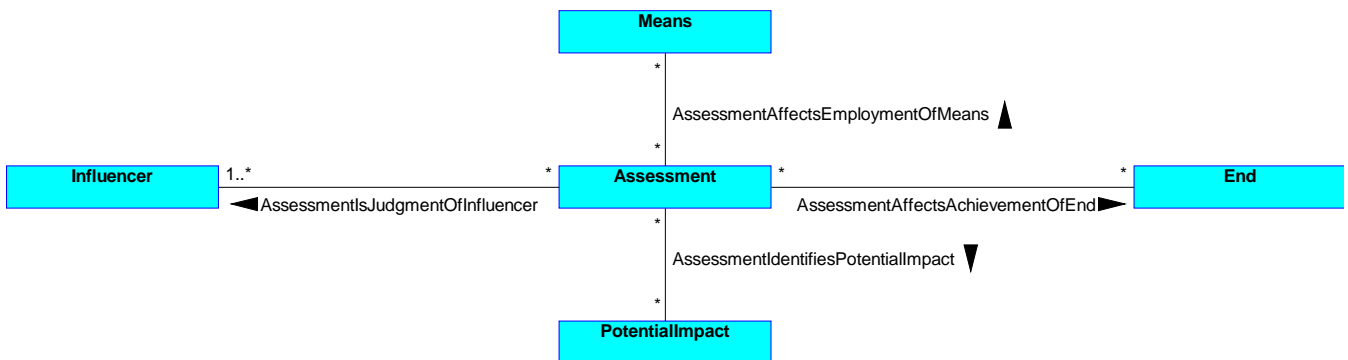 Means
*
AssessmentAffectsEmploymentOfMeans
*
Influencer 1..* * Assessment * * End
AssessmentIsJudgmentOfInfluencer AssessmentAffectsAchievementOfEnd
*
AssessmentIdentifiesPotentialImpact
*
PotentialImpact